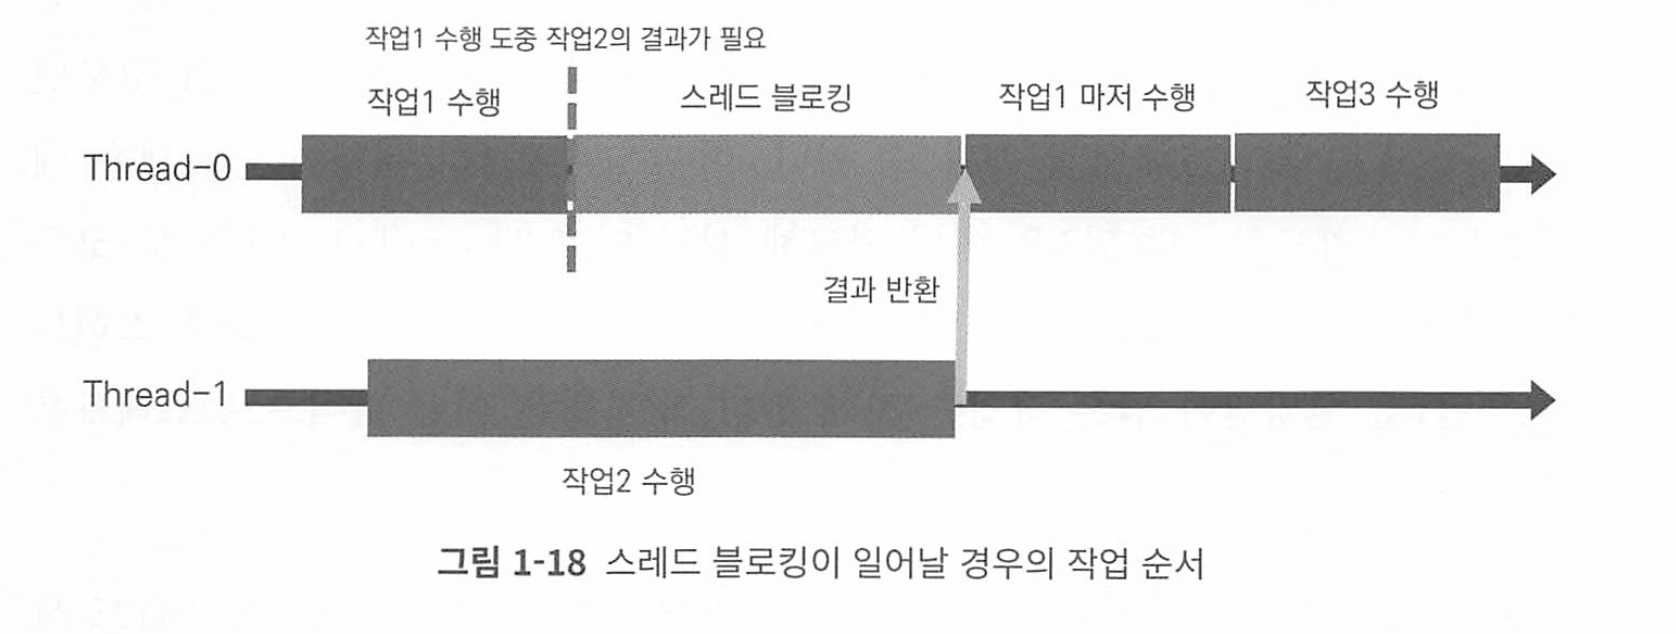 작업1 수행 도중 작업2의 결과가 필요
작업1 수행
스레드 블로킹
작업1 마저 수행
작업3 수행
Thread-0
결과 반환
Thread-1
작업2 수행
그림 1-18 스레드 블로킹이 일어날 경우의 작업 순서